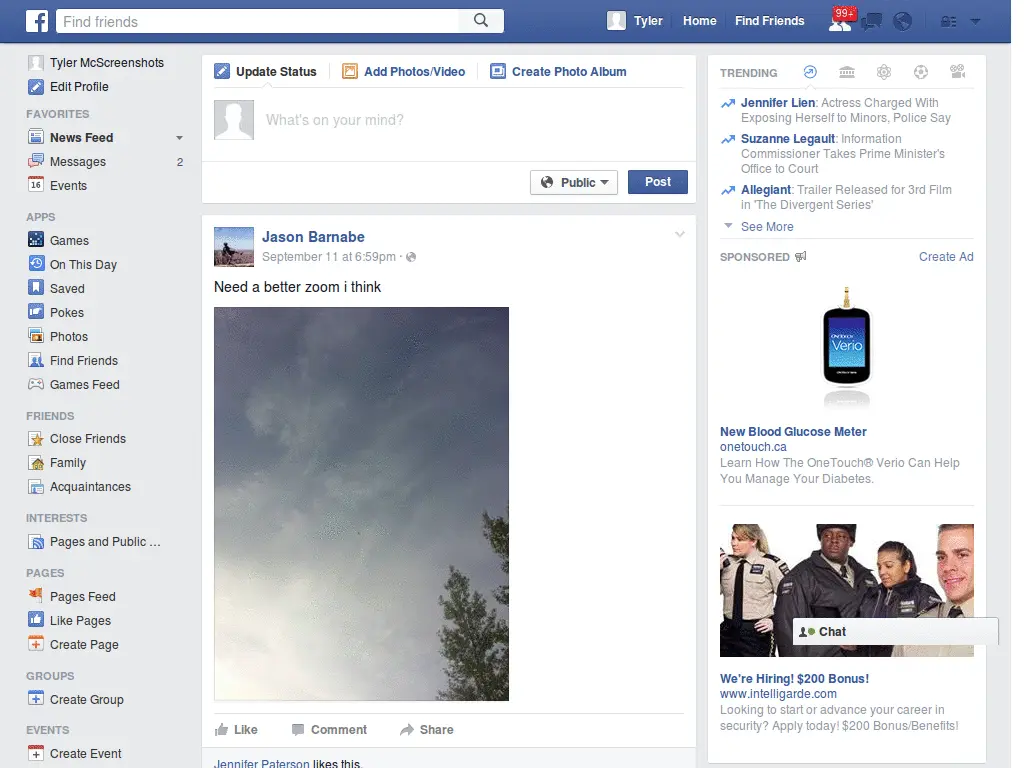 f
Find friends
Tyler
Home
Find Friends
99+
Tyler McScreenshots
Edit Profile
FAVORITES
News Feed
Messages 2
16 Events
APPS
Games
On This Day
Saved
Pokes
Photos
Find Friends
Games Feed
FRIENDS
Close Friends
Family
Acquaintances
INTERESTS
Pages and Public ...
PAGES
Pages Feed
Like Pages
Create Page
GROUPS
Create Group
EVENTS
Create Event
Update Status
Add Photos/Video
Create Photo Album
What's on your mind?
Public
Post
Jason Barnabe
September 11 at 6:59pm ·
Need a better zoom i think
Like
Comment
Share
Jennifer Paterson likes this.
TRENDING
Jennifer Lien: Actress Charged With
Exposing Herself to Minors, Police Say
Suzanne Legault: Information
Commissioner Takes Prime Minister's
Office to Court
Allegiant: Trailer Released for 3rd Film
in 'The Divergent Series'
See More
SPONSORED
Create Ad
OneTouch
Verio
New Blood Glucose Meter
onetouch.ca
Learn How The OneTouch® Verio Can Help
You Manage Your Diabetes.
Chat
We're Hiring! $200 Bonus!
www.intelligarde.com
Looking to start or advance your career in
security? Apply today! $200 Bonus/Benefits!